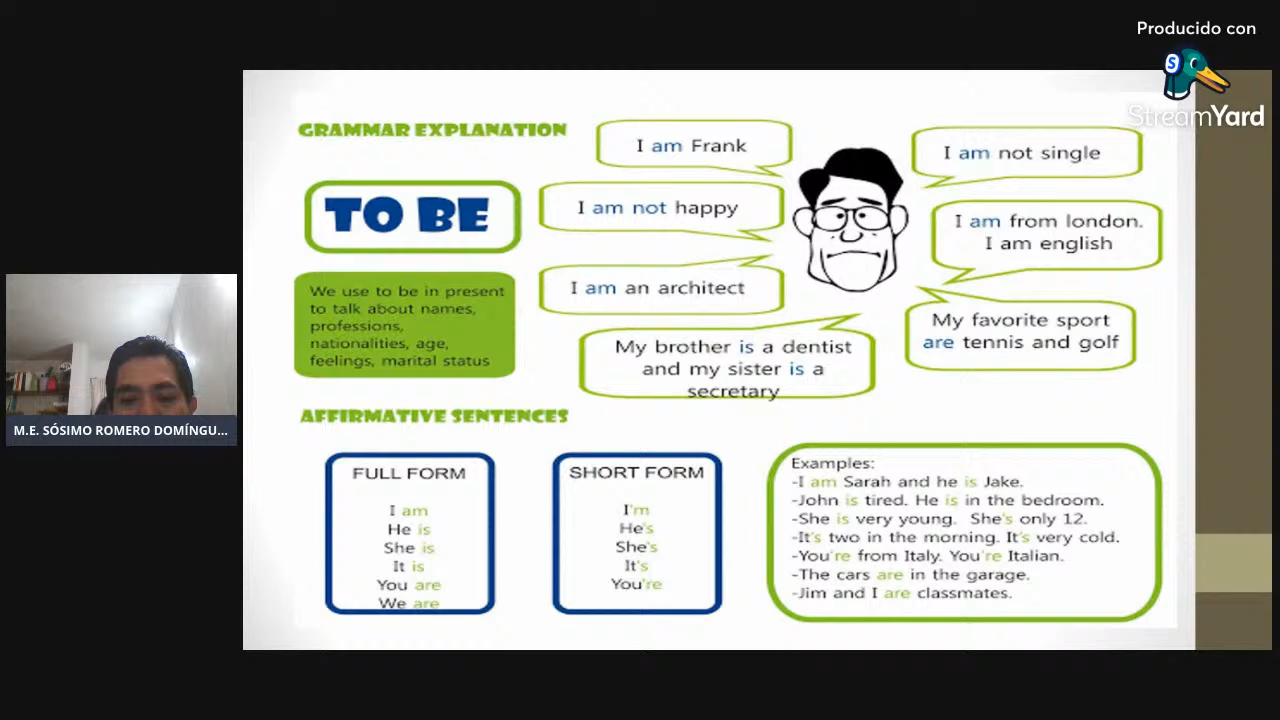 Producido con
StreamYard
GRAMMAR EXPLANATION
TO BE
We use to be in present
to talk about names,
professions,
nationalities, age,
feelings, marital status
I am Frank
I am not happy
I am an architect
My brother is a dentist
and my sister is a
secretary
I am not single
I am from london.
I am english
My favorite sport
are tennis and golf
M.E. SÓSIMO ROMERO DOMÍNGU...
AFFIRMATIVE SENTENCES
FULL FORM
I am
He is
She is
It is
You are
We are
SHORT FORM
I'm
He's
She's
It's
You're
Examples:
-I am Sarah and he is Jake.
-John is tired. He is in the bedroom.
-She is very young. She's only 12.
-It's two in the morning. It's very cold.
-You're from Italy. You're Italian.
-The cars are in the garage.
-Jim and I are classmates.